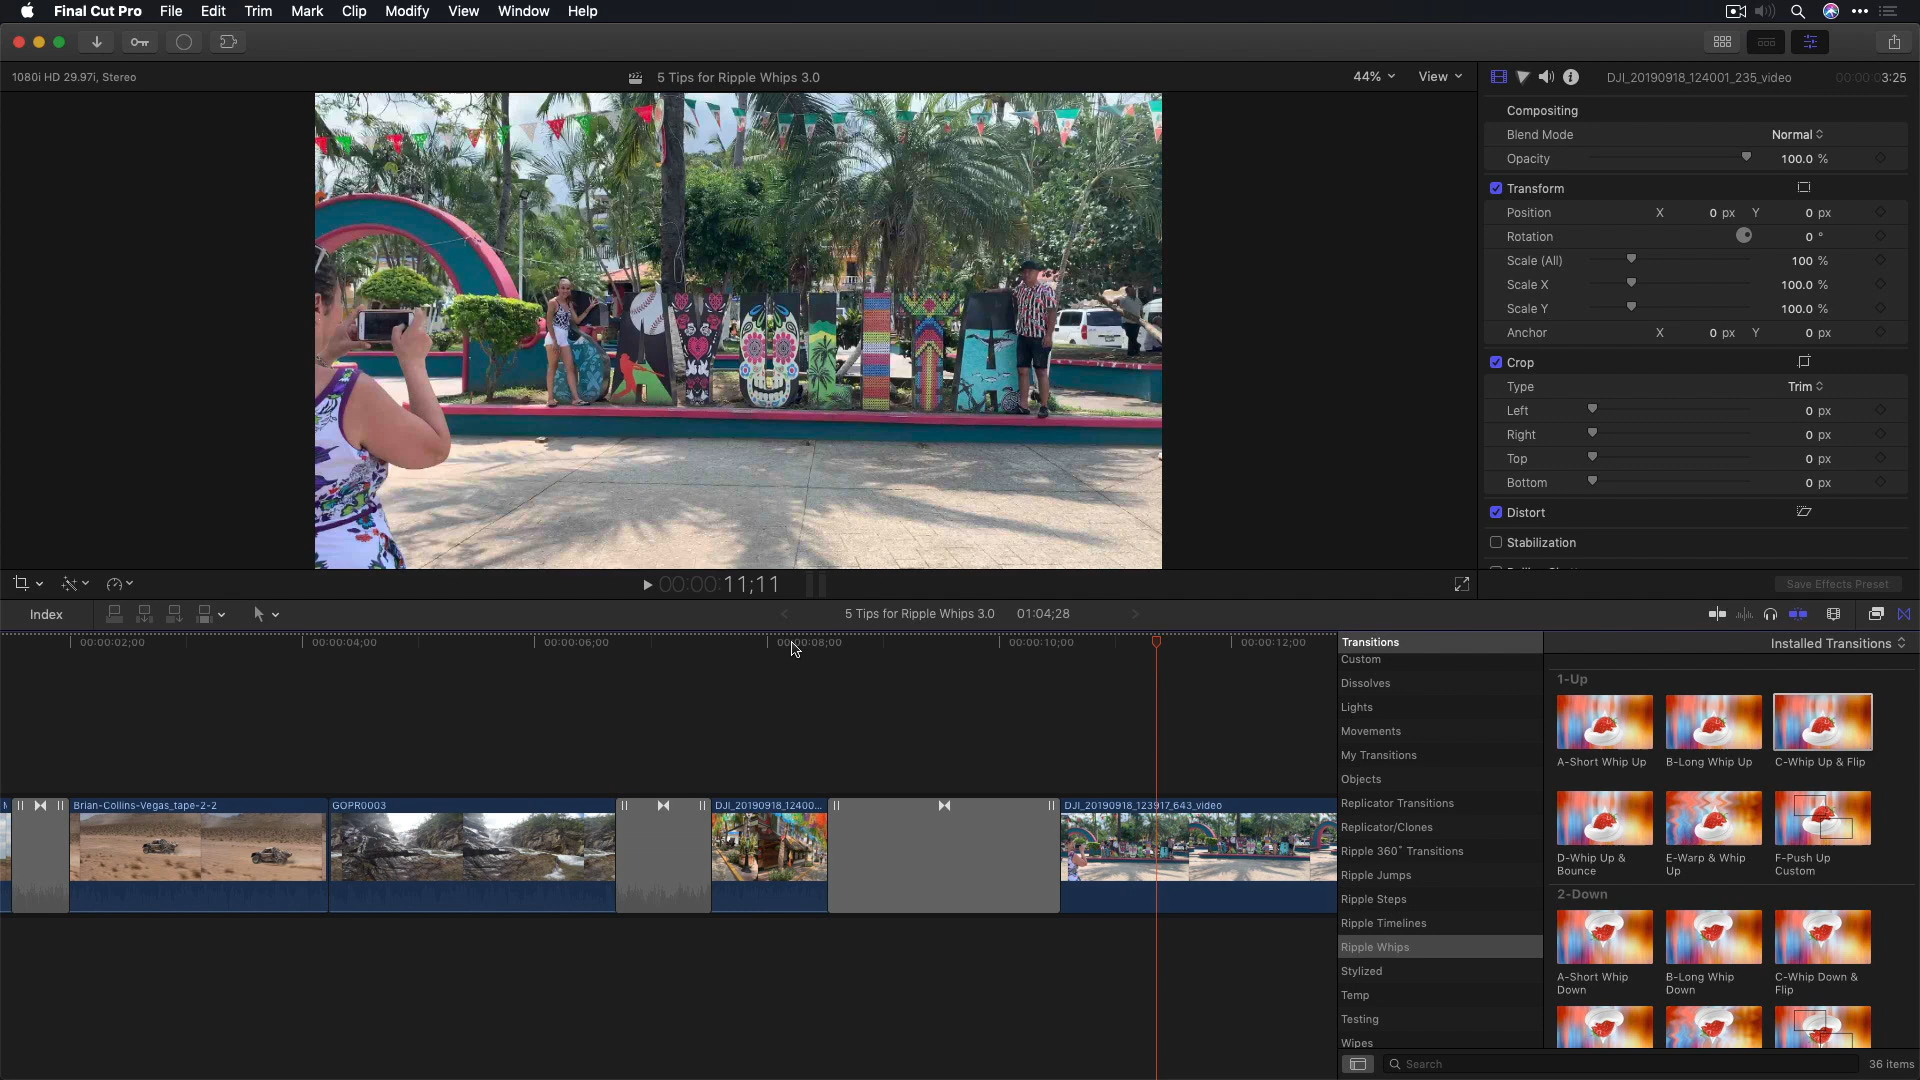 Final Cut Pro File Edit Trim Mark Clip Modify View Window Help
1080i HD 29.97i, Stereo
5 Tips for Ripple Whips 3.0
44% View
DJI_20190918_124001_235_video
00:00:03:25
Compositing
Blend Mode Normal
Opacity 100.0 %
Transform
Position X 0 px Y 0 px
Rotation 0 °
Scale (All) 100 %
Scale X 100.0 %
Scale Y 100.0 %
Anchor X 0 px Y 0 px
Crop
Type Trim
Left 0 px
Right 0 px
Top 0 px
Bottom 0 px
Distort
Stabilization
00:00:11;11
Save Effects Preset
Index
5 Tips for Ripple Whips 3.0 01:04;28
00:00:02;00 00:00:04;00 00:00:06;00 00:00:08;00 00:00:10;00 00:00:12;00
Brian-Collins-Vegas_tape-2-2
GOPR0003
DJI_20190918_12400...
DJI_20190918_123917_643_video
Transitions
Custom
Dissolves
Lights
Movements
My Transitions
Objects
Replicator Transitions
Replicator/Clones
Ripple 360° Transitions
Ripple Jumps
Ripple Steps
Ripple Timelines
Ripple Whips
Stylized
Temp
Testing
Wipes
Installed Transitions
1-Up
A-Short Whip Up
B-Long Whip Up
C-Whip Up & Flip
D-Whip Up &
Bounce
E-Warp & Whip
Up
F-Push Up
Custom
2-Down
A-Short Whip
Down
B-Long Whip
Down
C-Whip Down &
Flip
Search
36 items